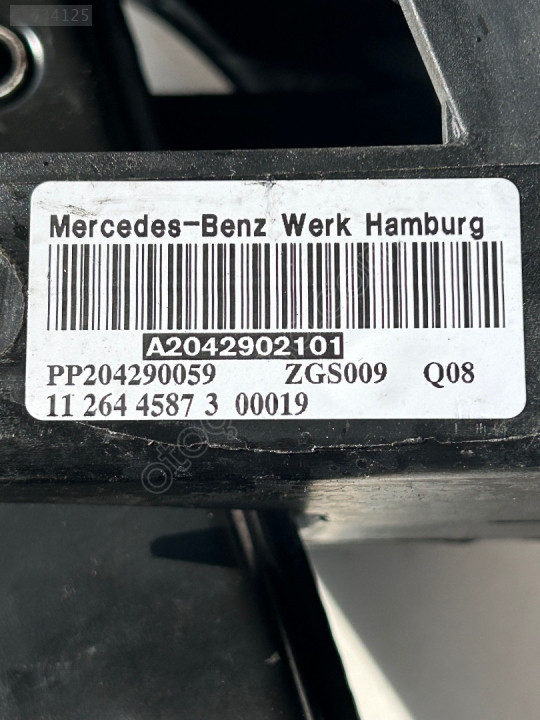 Mercedes-Benz Werk Hamburg
A2042902101
PP204290059 ZGS009 Q08
11 264 4587 3 00019